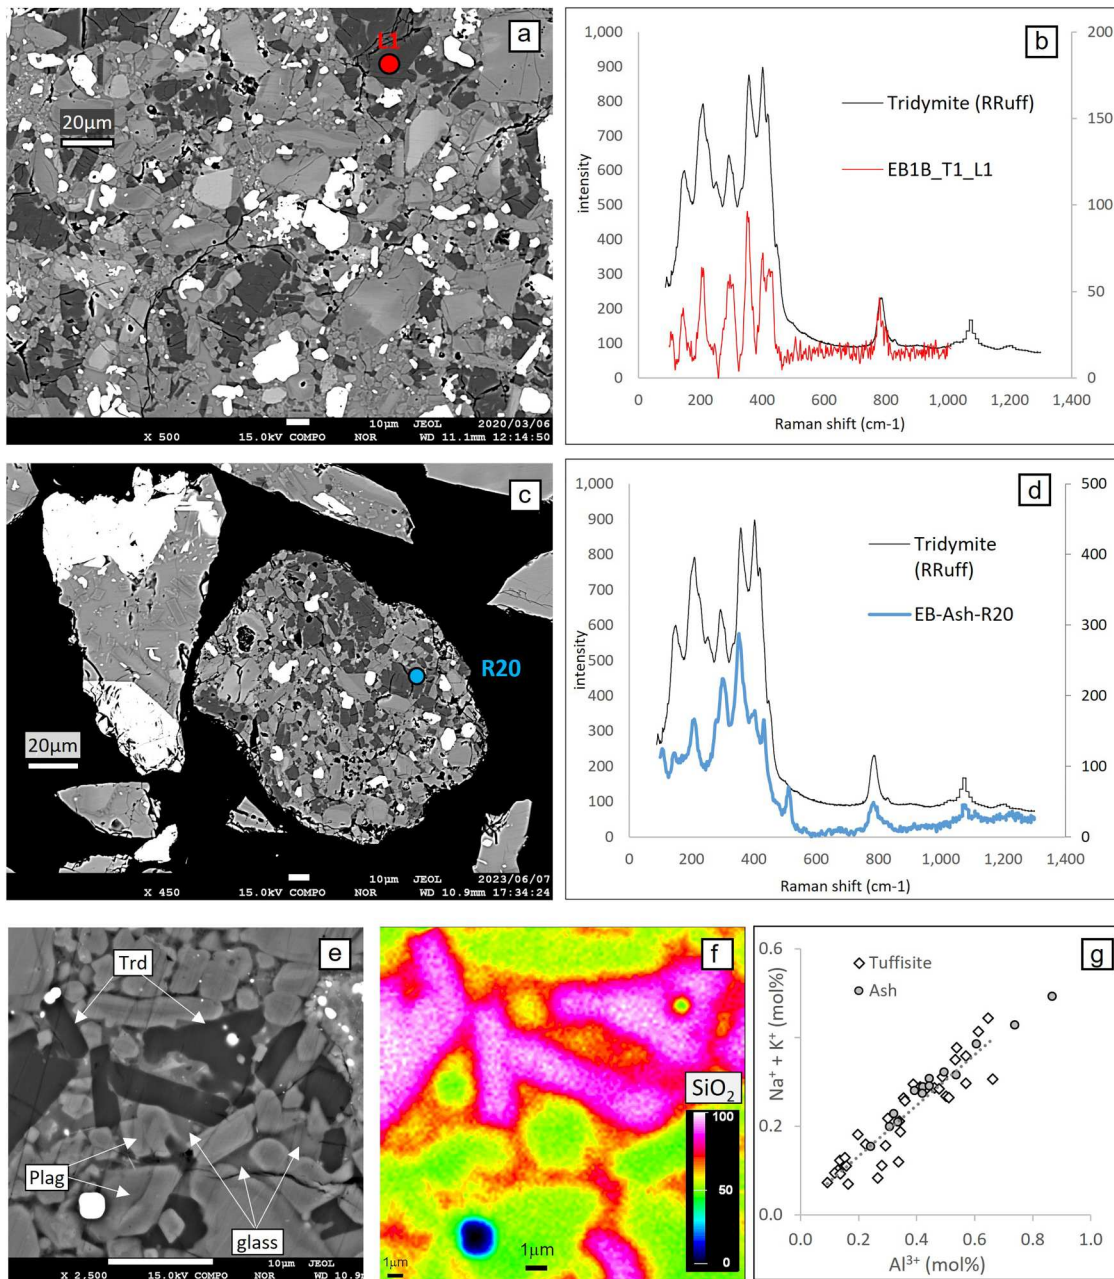 a
L1
20µm
10µm JEOL 2020/03/06
X 500 15.0kV COMPO NOR WD 11.1mm 12:14:50
b
1,000
900
800
700
600
500
400
300
200
100
0
intensity
200
150
100
50
0
Tridymite (RRuff)
EB1B_T1_L1
0 200 400 600 800 1,000 1,200 1,400
Raman shift (cm-1)
c
R20
20µm
10µm JEOL 2023/06/07
X 450 15.0kV COMPO NOR WD 10.9mm 17:34:24
d
1,000
900
800
700
600
500
400
300
200
100
0
intensity
500
400
300
200
100
0
Tridymite
(RRuff)
EB-Ash-R20
0 200 400 600 800 1,000 1,200 1,400
Raman shift (cm-1)
e
Trd
Plag
glass
10µm JEOL
X 2,500 15.0kV COMPO NOR WD 10.9m
f
SiO2
100
50
0
1µm
1µm
g
Tuffisite
Ash
Na+ + K+ (mol%)
0.6
0.4
0.2
0.0
0.0 0.2 0.4 0.6 0.8 1.0
Al3+ (mol%)